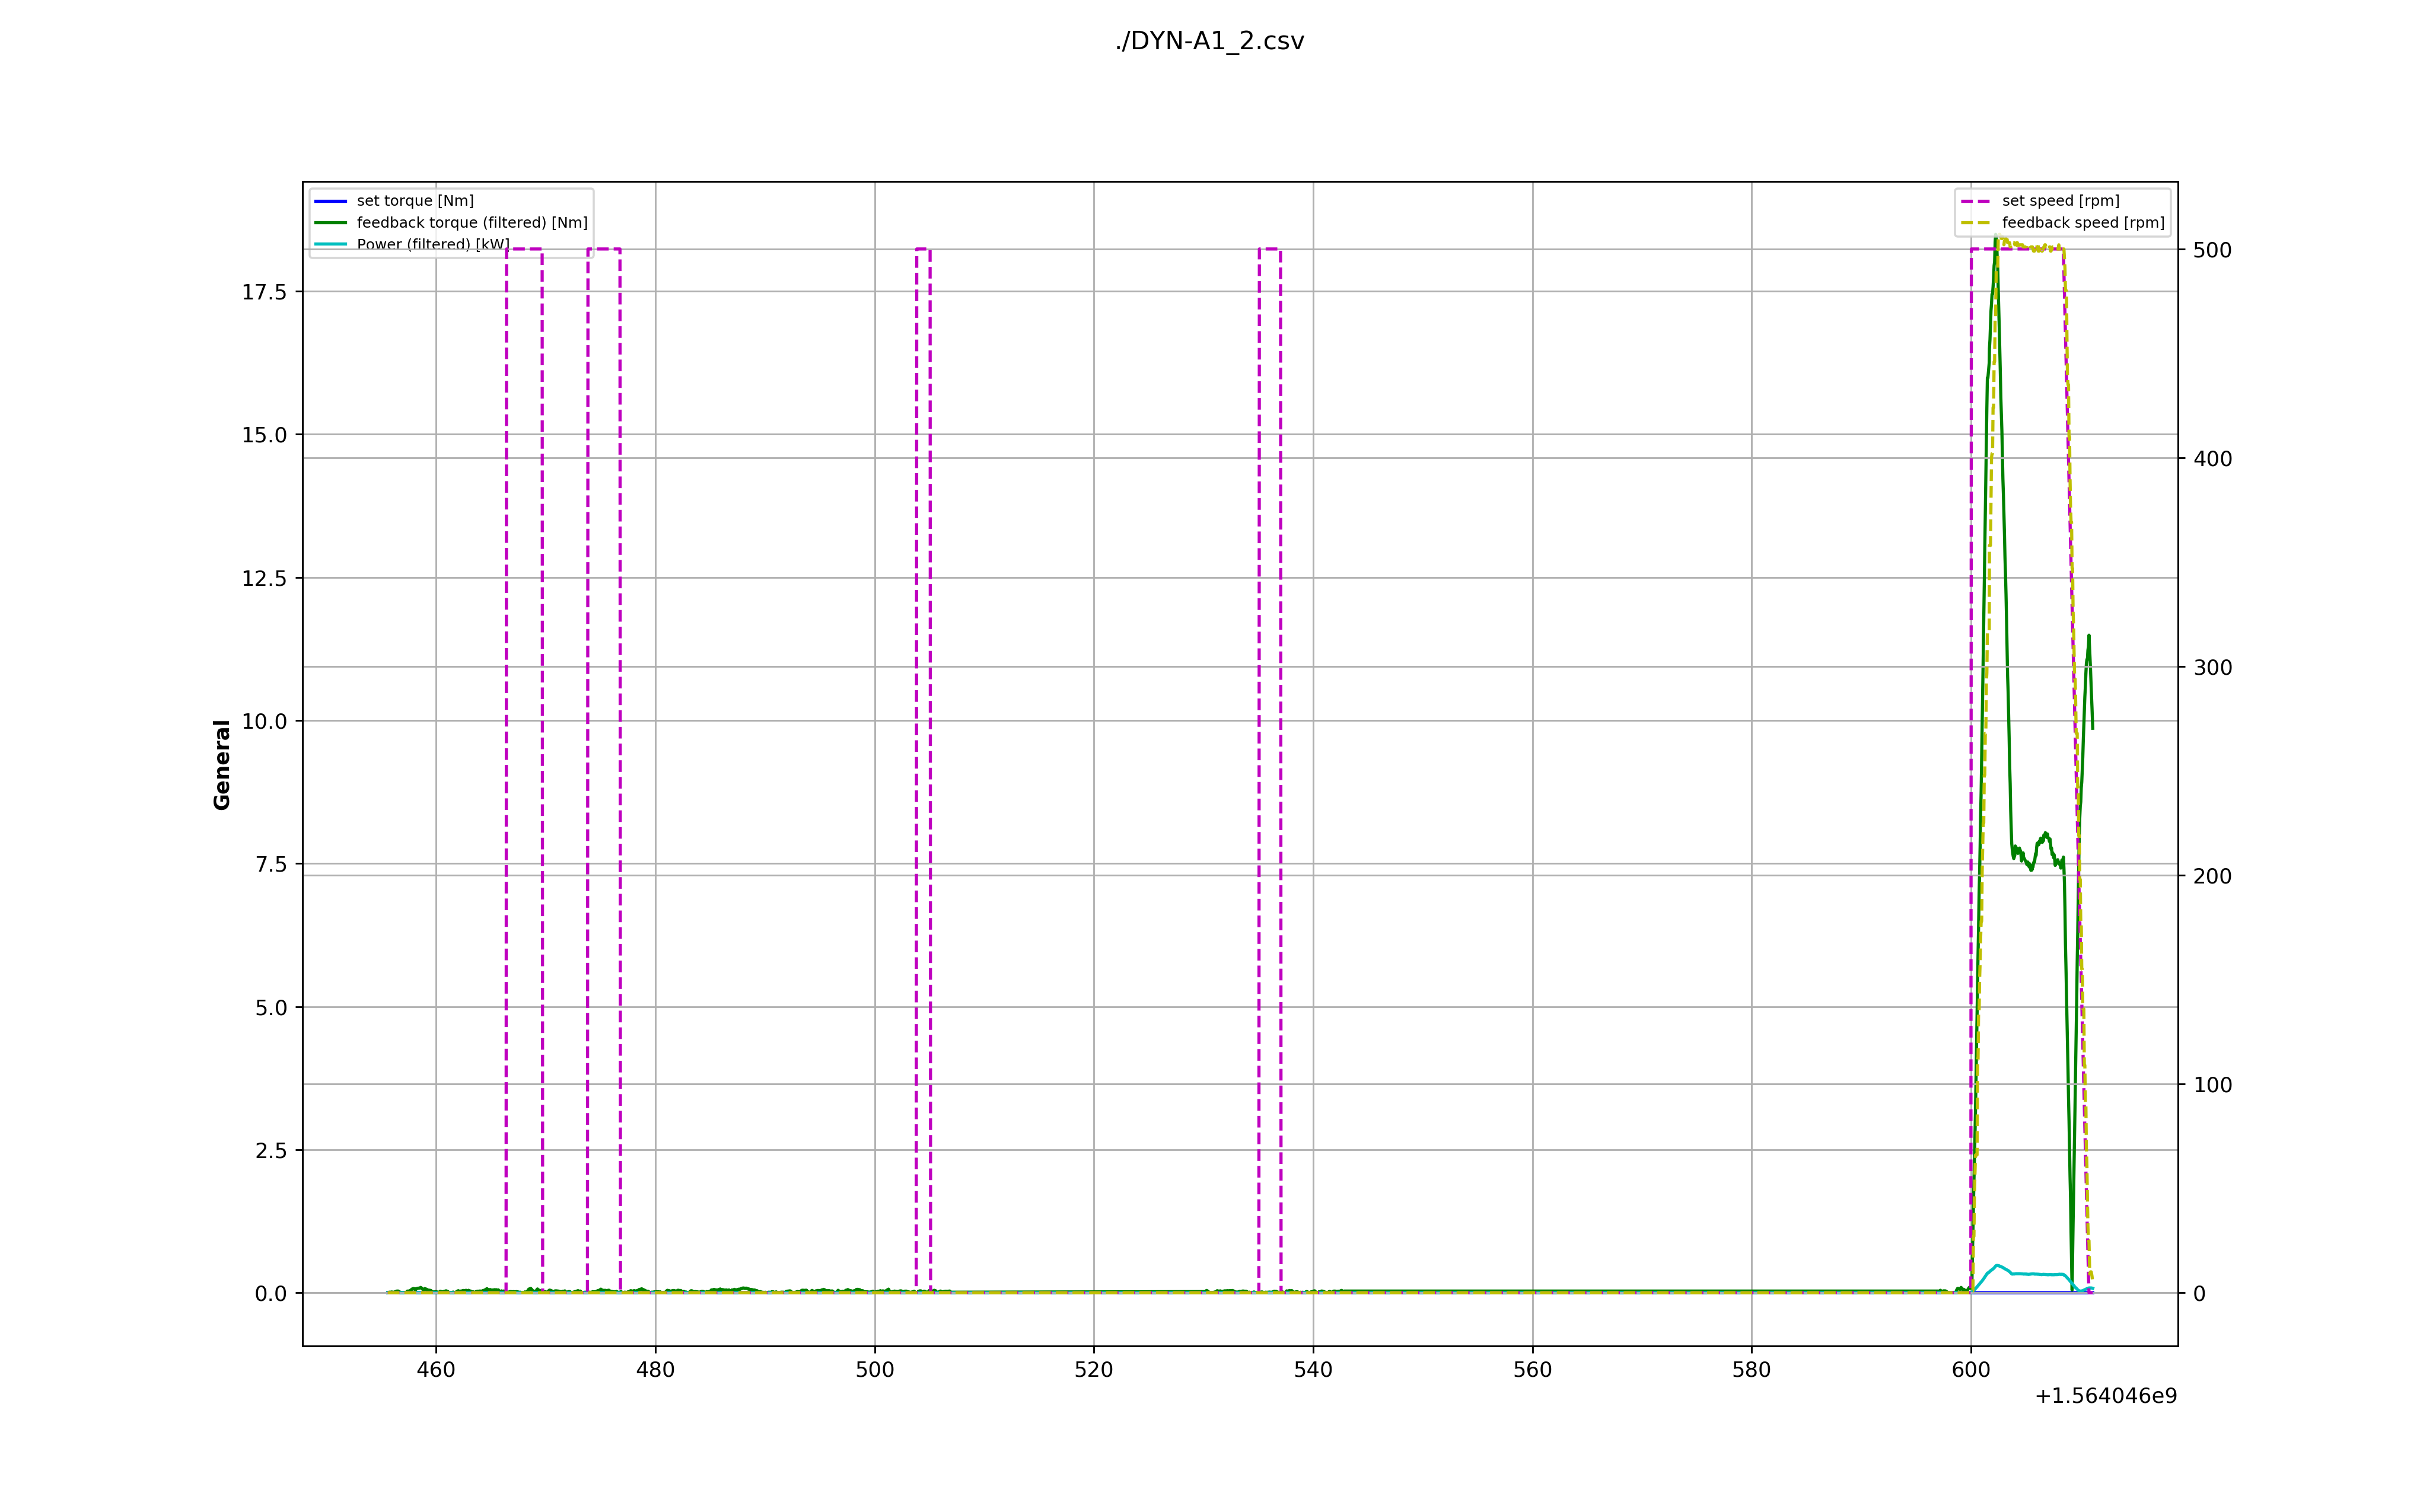 ./DYN-A1_2.csv
set torque [Nm]
feedback torque (filtered) [Nm]
Power (filtered) [kW]
set speed [rpm]
feedback speed [rpm]
General
17.5
15.0
12.5
10.0
7.5
5.0
2.5
0.0
500
400
300
200
100
0
460 480 500 520 540 560 580 600
+1.564046e9